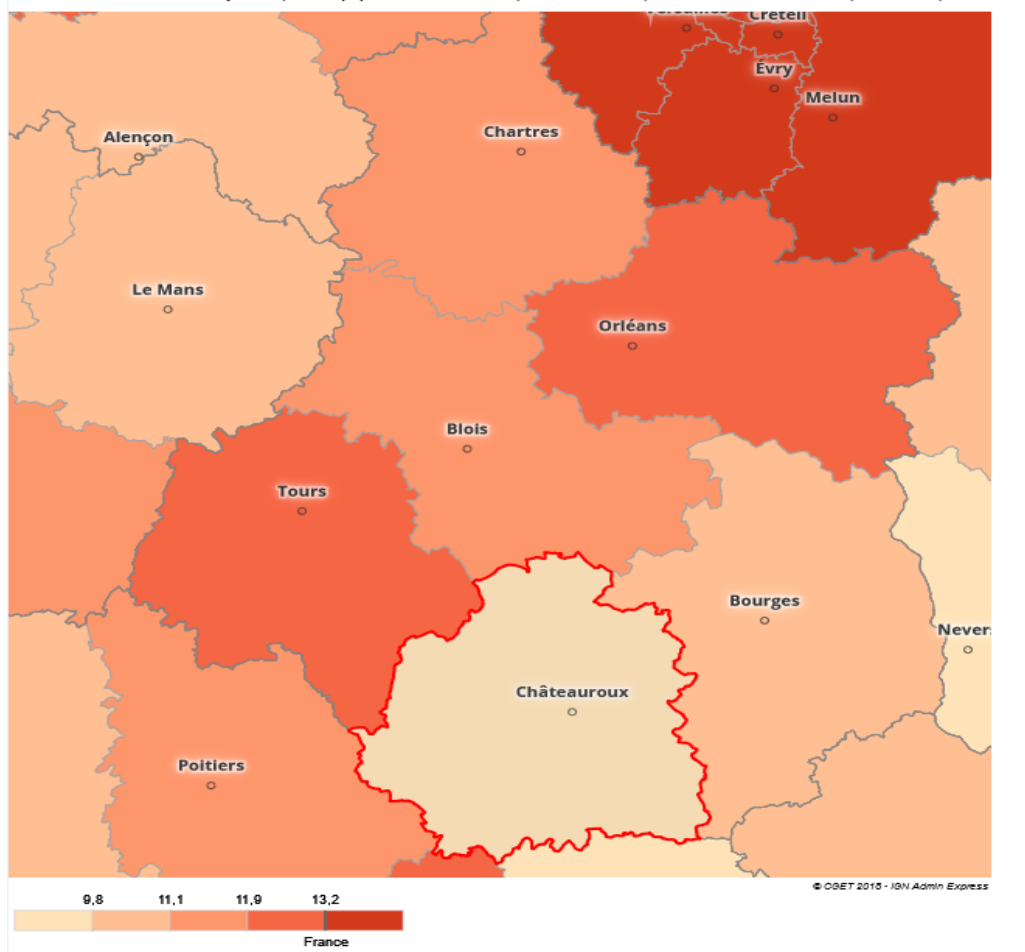 Créteil
Évry
Melun
Alençon
Chartres
Le Mans
Orléans
Blois
Tours
Bourges
Châteauroux
Poitiers
© CGET 2018 - IGN Admin Express
9,8 11,1 11,9 13,2
France